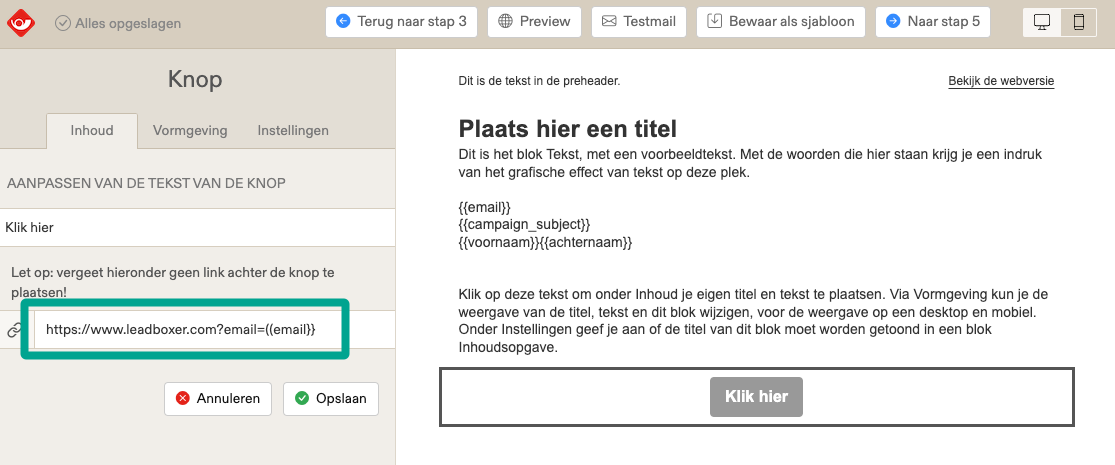 Alles opgeslagen
Terug naar stap 3
Preview
Testmail
Bewaar als sjabloon
Naar stap 5
Knop
Inhoud
Vormgeving
Instellingen
AANPASSEN VAN DE TEKST VAN DE KNOP
Klik hier
Let op: vergeet hieronder geen link achter de knop te
plaatsen!
https://www.leadboxer.com?email=((email}}
Annuleren
Opslaan
Dit is de tekst in de preheader.
Bekijk de webversie
Plaats hier een titel
Dit is het blok Tekst, met een voorbeeldtekst. Met de woorden die hier staan krijg je een indruk
van het grafische effect van tekst op deze plek.
{{email}}
{{campaign_subject}}
{{voornaam}}{{achternaam}}
Klik op deze tekst om onder Inhoud je eigen titel en tekst te plaatsen. Via Vormgeving kun je de
weergave van de titel, tekst en dit blok wijzigen, voor de weergave op een desktop en mobiel.
Onder Instellingen geef je aan of de titel van dit blok moet worden getoond in een blok
Inhoudsopgave.
Klik hier